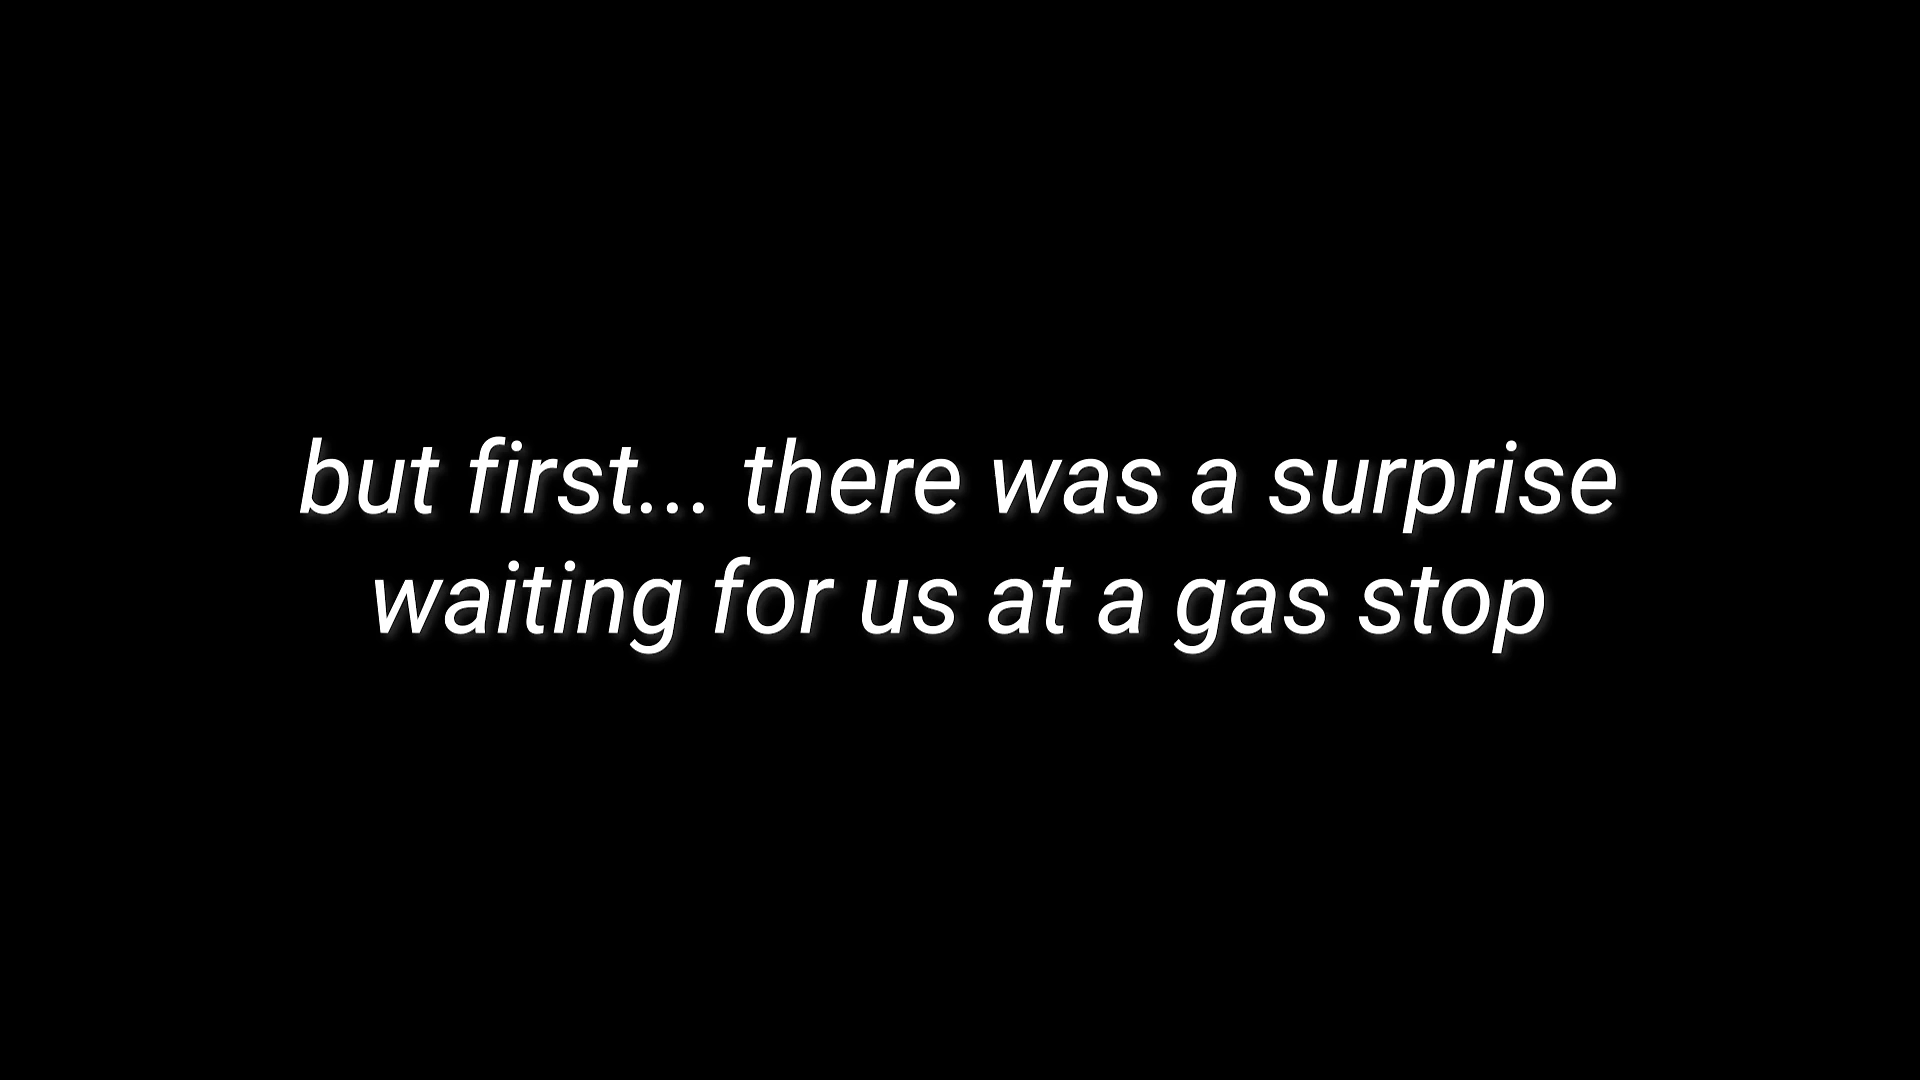 but first... there was a surprise
waiting for us at a gas stop